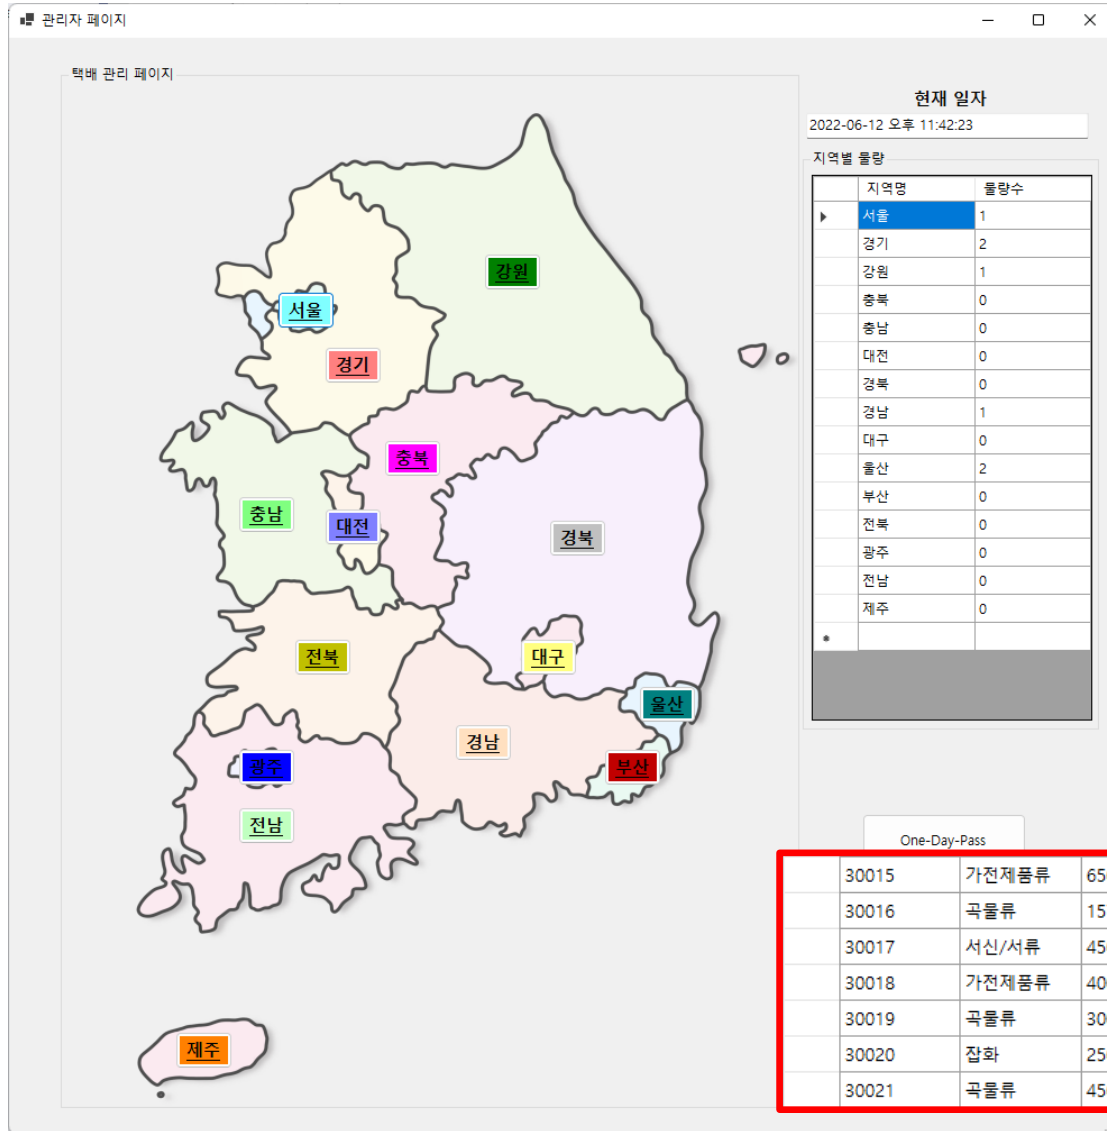 관리자 페이지
택배 관리 페이지
현재 일자
2022-06-12 오후 11:42:23
지역별 물량
지역명 물량수
서울 1
경기 2
강원 1
충북 0
충남 0
대전 0
경북 0
경남 1
대구 0
울산 2
부산 0
전북 0
광주 0
전남 0
제주 0
강원
서울
경기
충북
충남
대전
경북
전북
대구
울산
경남
광주
부산
전남
제주
One-Day-Pass
30015 가전제품류
30016 곡물류
30017 서신/서류
30018 가전제품류
30019 곡물류
30020 잡화
30021 곡물류